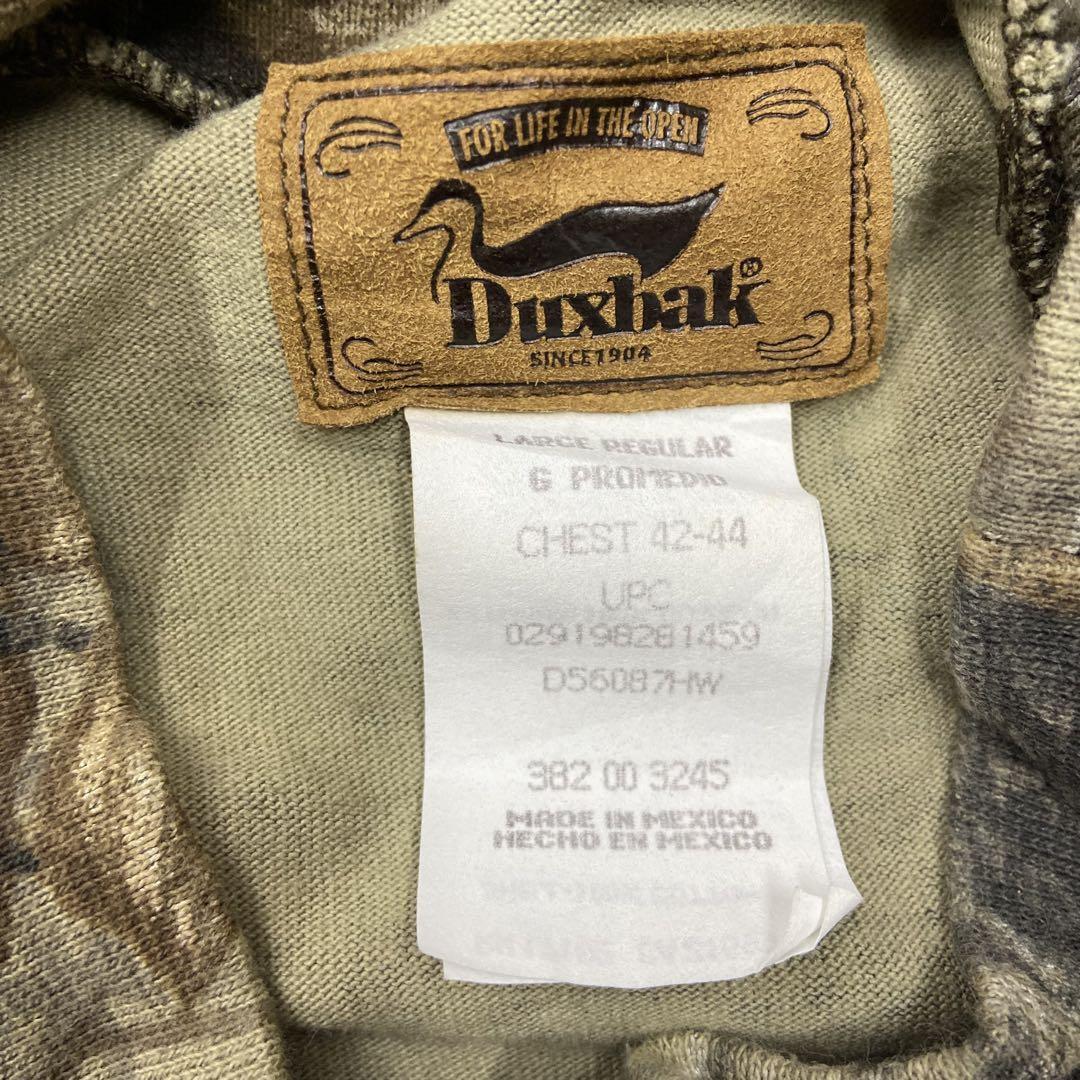 FOR LIFE IN THE OPEN
Duxbak®
SINCE 1904
LARGE REGULAR
G PROMEDIO
CHEST 42-44
UPC
029198281459
D56087HW
382 00 3245
MADE IN MEXICO
HECHO EN MEXICO